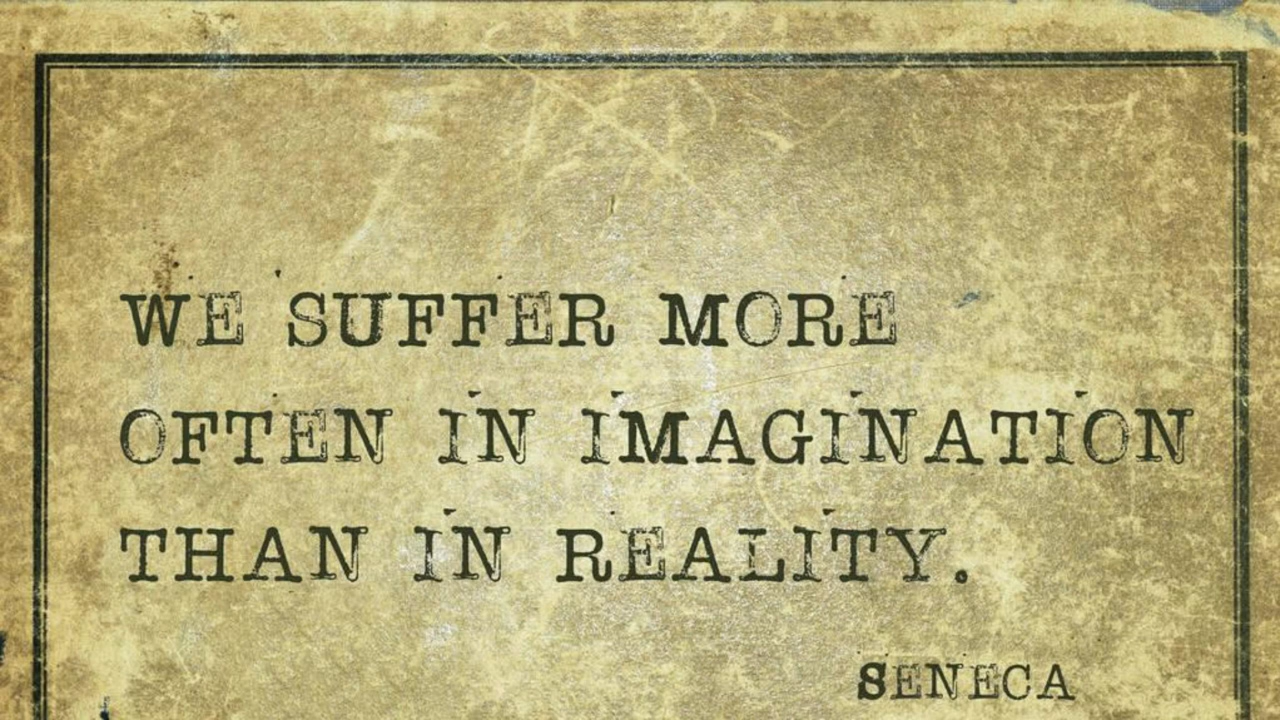 WE SUFFER MORE
OFTEN IN IMAGINATION
THAN IN REALITY.
SENECA